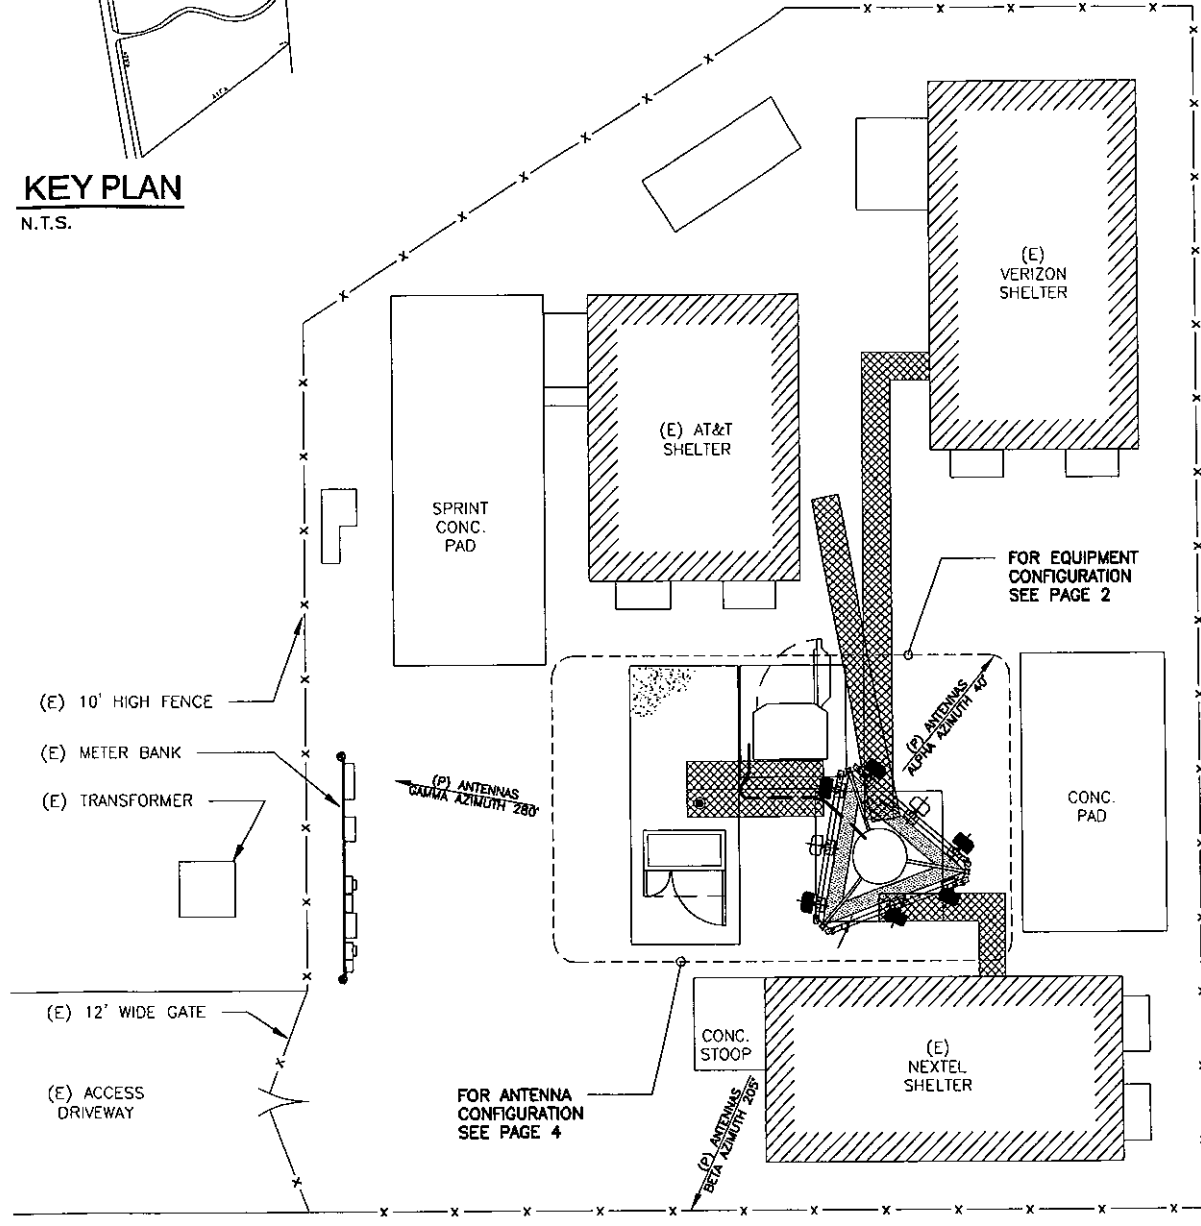 KEY PLAN
N.T.S.
(E)
VERIZON
SHELTER
(E) AT&T
SHELTER
SPRINT
CONC.
PAD
FOR EQUIPMENT
CONFIGURATION
SEE PAGE 2
(E) 10' HIGH FENCE
(E) METER BANK
(E) TRANSFORMER
(P) ANTENNAS
GAMMA AZIMUTH 280°
(P) ANTENNAS
ALPHA AZIMUTH 40°
CONC.
PAD
(E) 12' WIDE GATE
(E) ACCESS
DRIVEWAY
FOR ANTENNA
CONFIGURATION
SEE PAGE 4
CONC.
STOOP
(E)
NEXTEL
SHELTER
(P) ANTENNAS
BETA AZIMUTH 205°